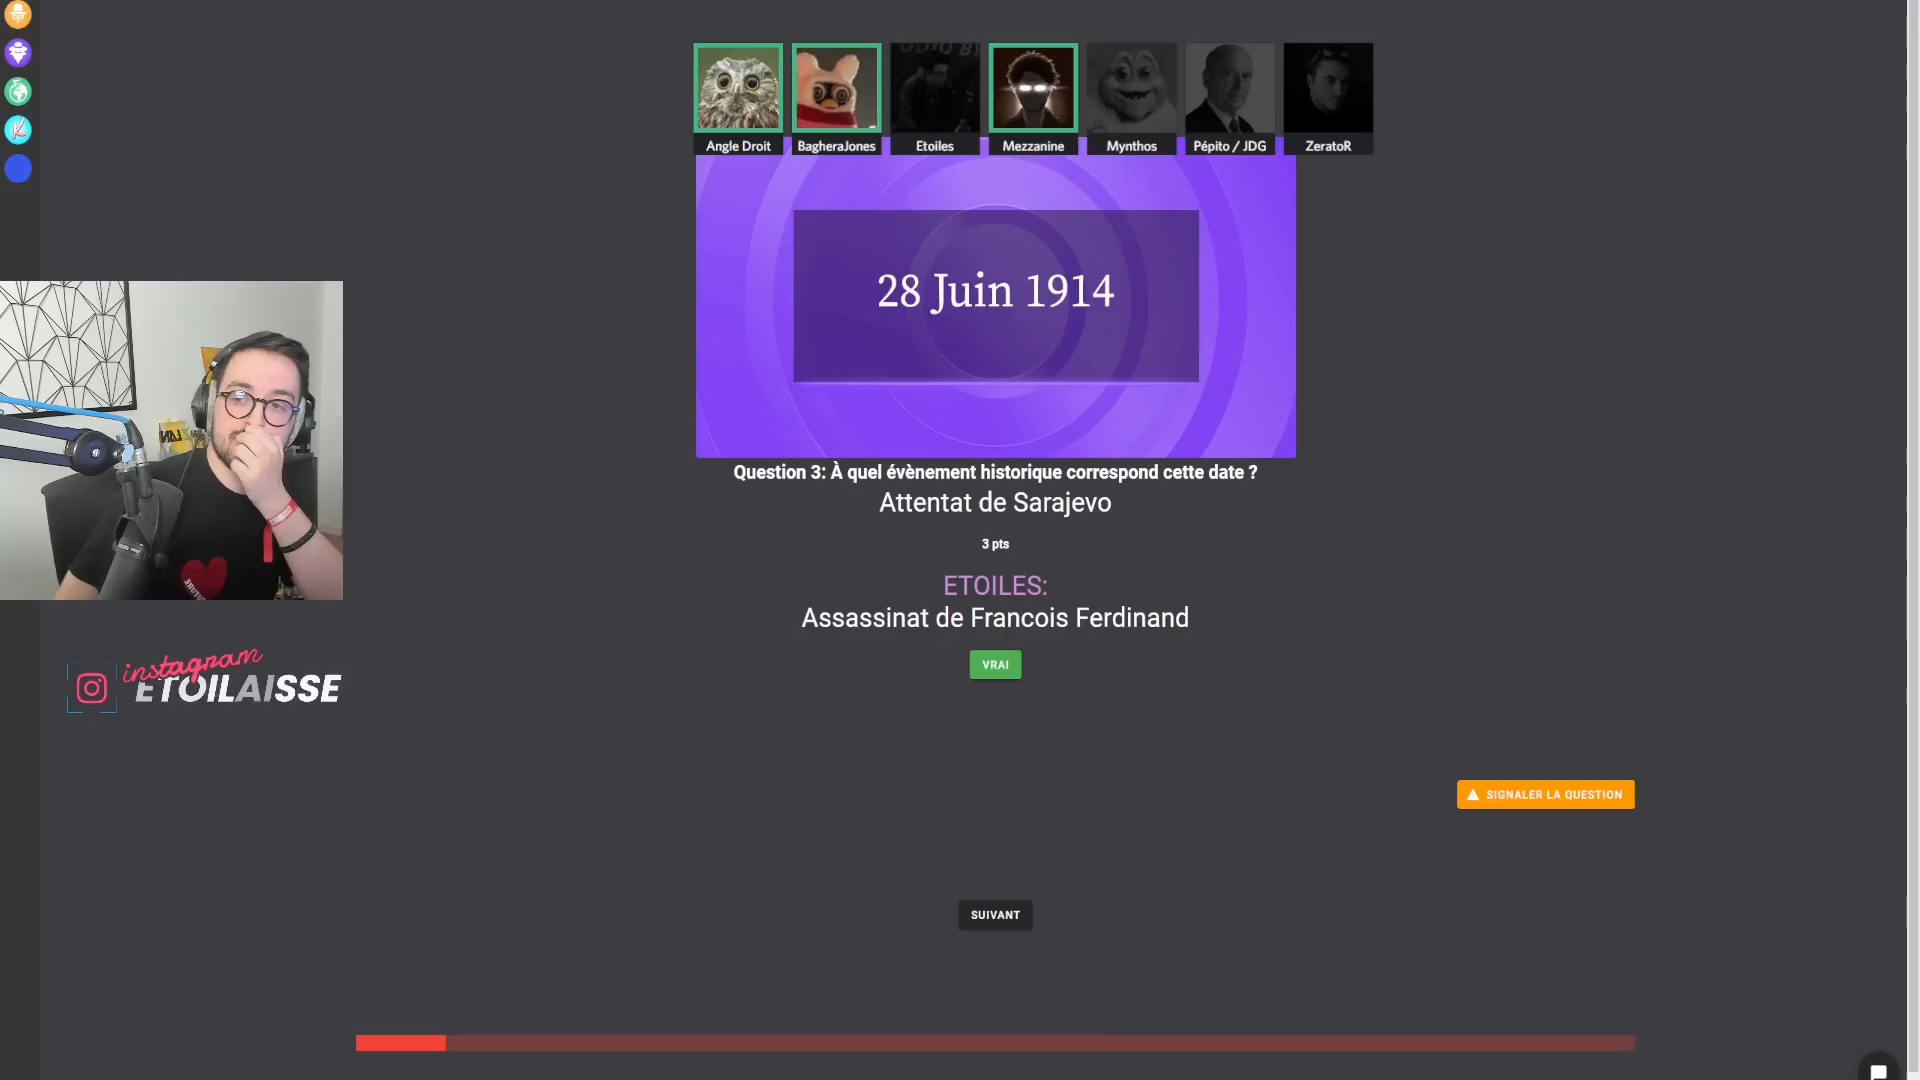 Angle Droit
BagheraJones
Etoiles
Mezzanine
Mynthos
Pépito / JDG
ZeratoR
28 Juin 1914
Question 3: À quel évènement historique correspond cette date ?
Attentat de Sarajevo
3 pts
ETOILES:
Assassinat de Francois Ferdinand
VRAI
instagram
ETOILAISSE
SIGNALER LA QUESTION
SUIVANT